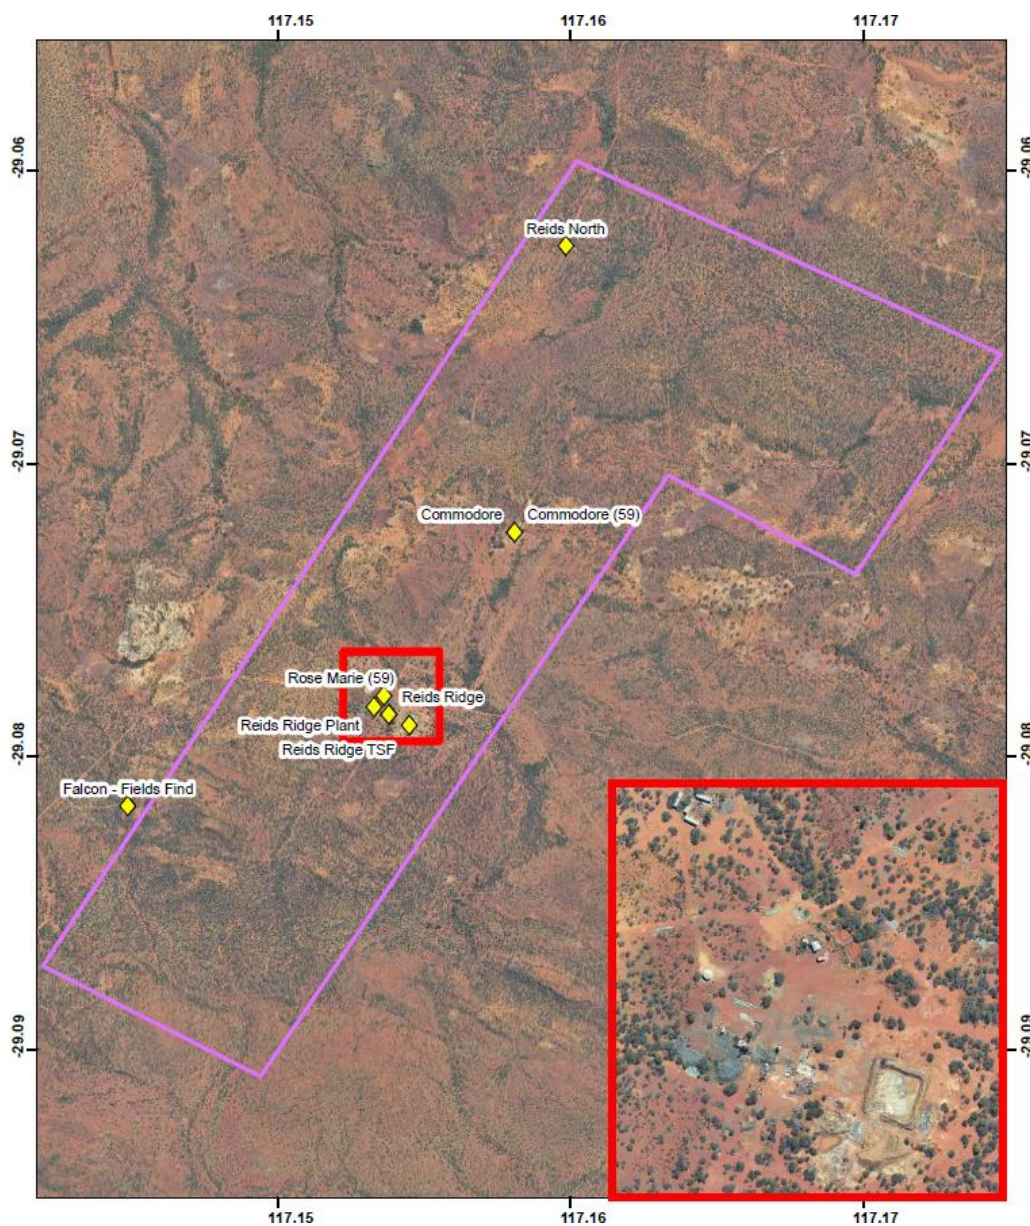 117.15 117.16 117.17
-29.06 -29.06
Reids North
-29.07 -29.07
Commodore Commodore (59)
Rose Marie (59)
Reids Ridge
Reids Ridge Plant
Reids Ridge TSF
-29.08 -29.08
Falcon - Fields Find
-29.09 -29.09
117.15 117.16 117.17